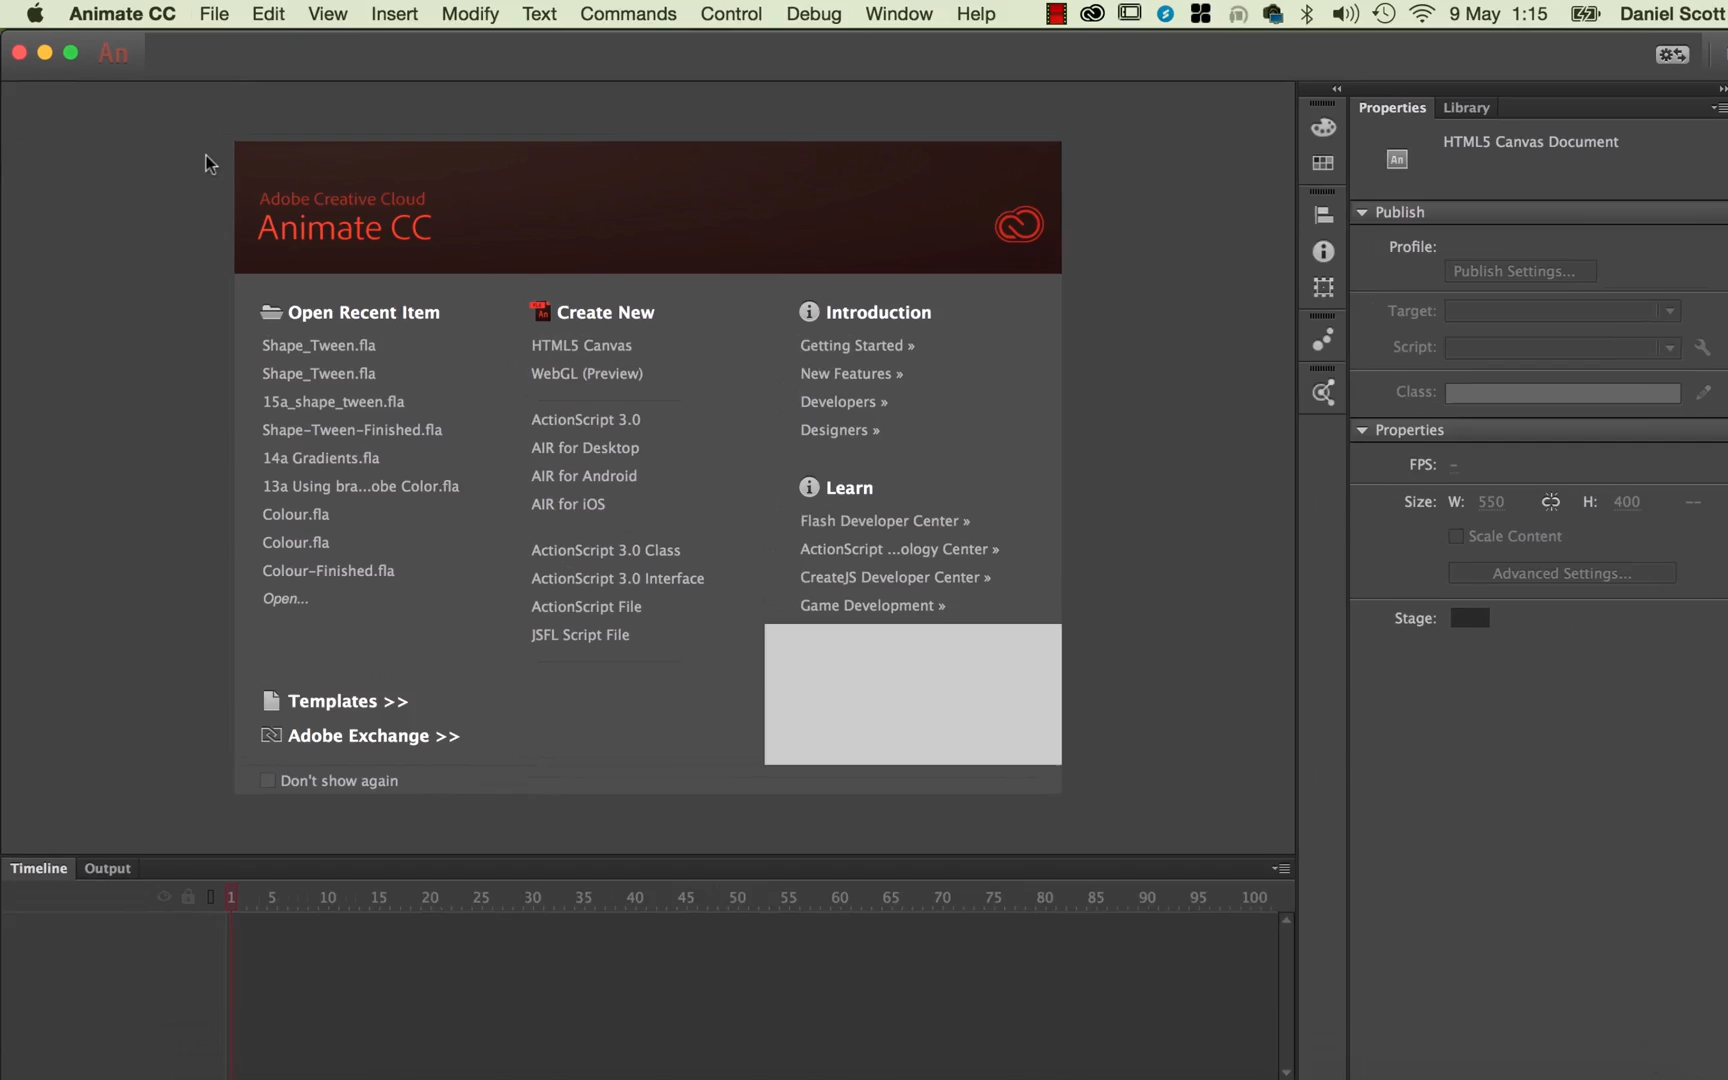 Animate CC File Edit View Insert Modify Text Commands Control Debug Window Help 9 May 1:15 Daniel Scott
An
Adobe Creative Cloud
Animate CC
Open Recent Item
Shape_Tween.fla
Shape_Tween.fla
15a_shape_tween.fla
Shape-Tween-Finished.fla
14a Gradients.fla
13a Using bra...obe Color.fla
Colour.fla
Colour.fla
Colour-Finished.fla
Open...
Templates >>
Adobe Exchange >>
Don't show again
Create New
HTML5 Canvas
WebGL (Preview)
ActionScript 3.0
AIR for Desktop
AIR for Android
AIR for iOS
ActionScript 3.0 Class
ActionScript 3.0 Interface
ActionScript File
JSFL Script File
Introduction
Getting Started »
New Features »
Developers »
Designers »
Learn
Flash Developer Center »
ActionScript ...ology Center »
CreateJS Developer Center »
Game Development »
Properties Library
An
HTML5 Canvas Document
Publish
Profile:
Publish Settings...
Target:
Script:
Class:
Properties
FPS: -
Size: W: 550 H: 400 --
Scale Content
Advanced Settings...
Stage:
Timeline Output
1 5 10 15 20 25 30 35 40 45 50 55 60 65 70 75 80 85 90 95 100